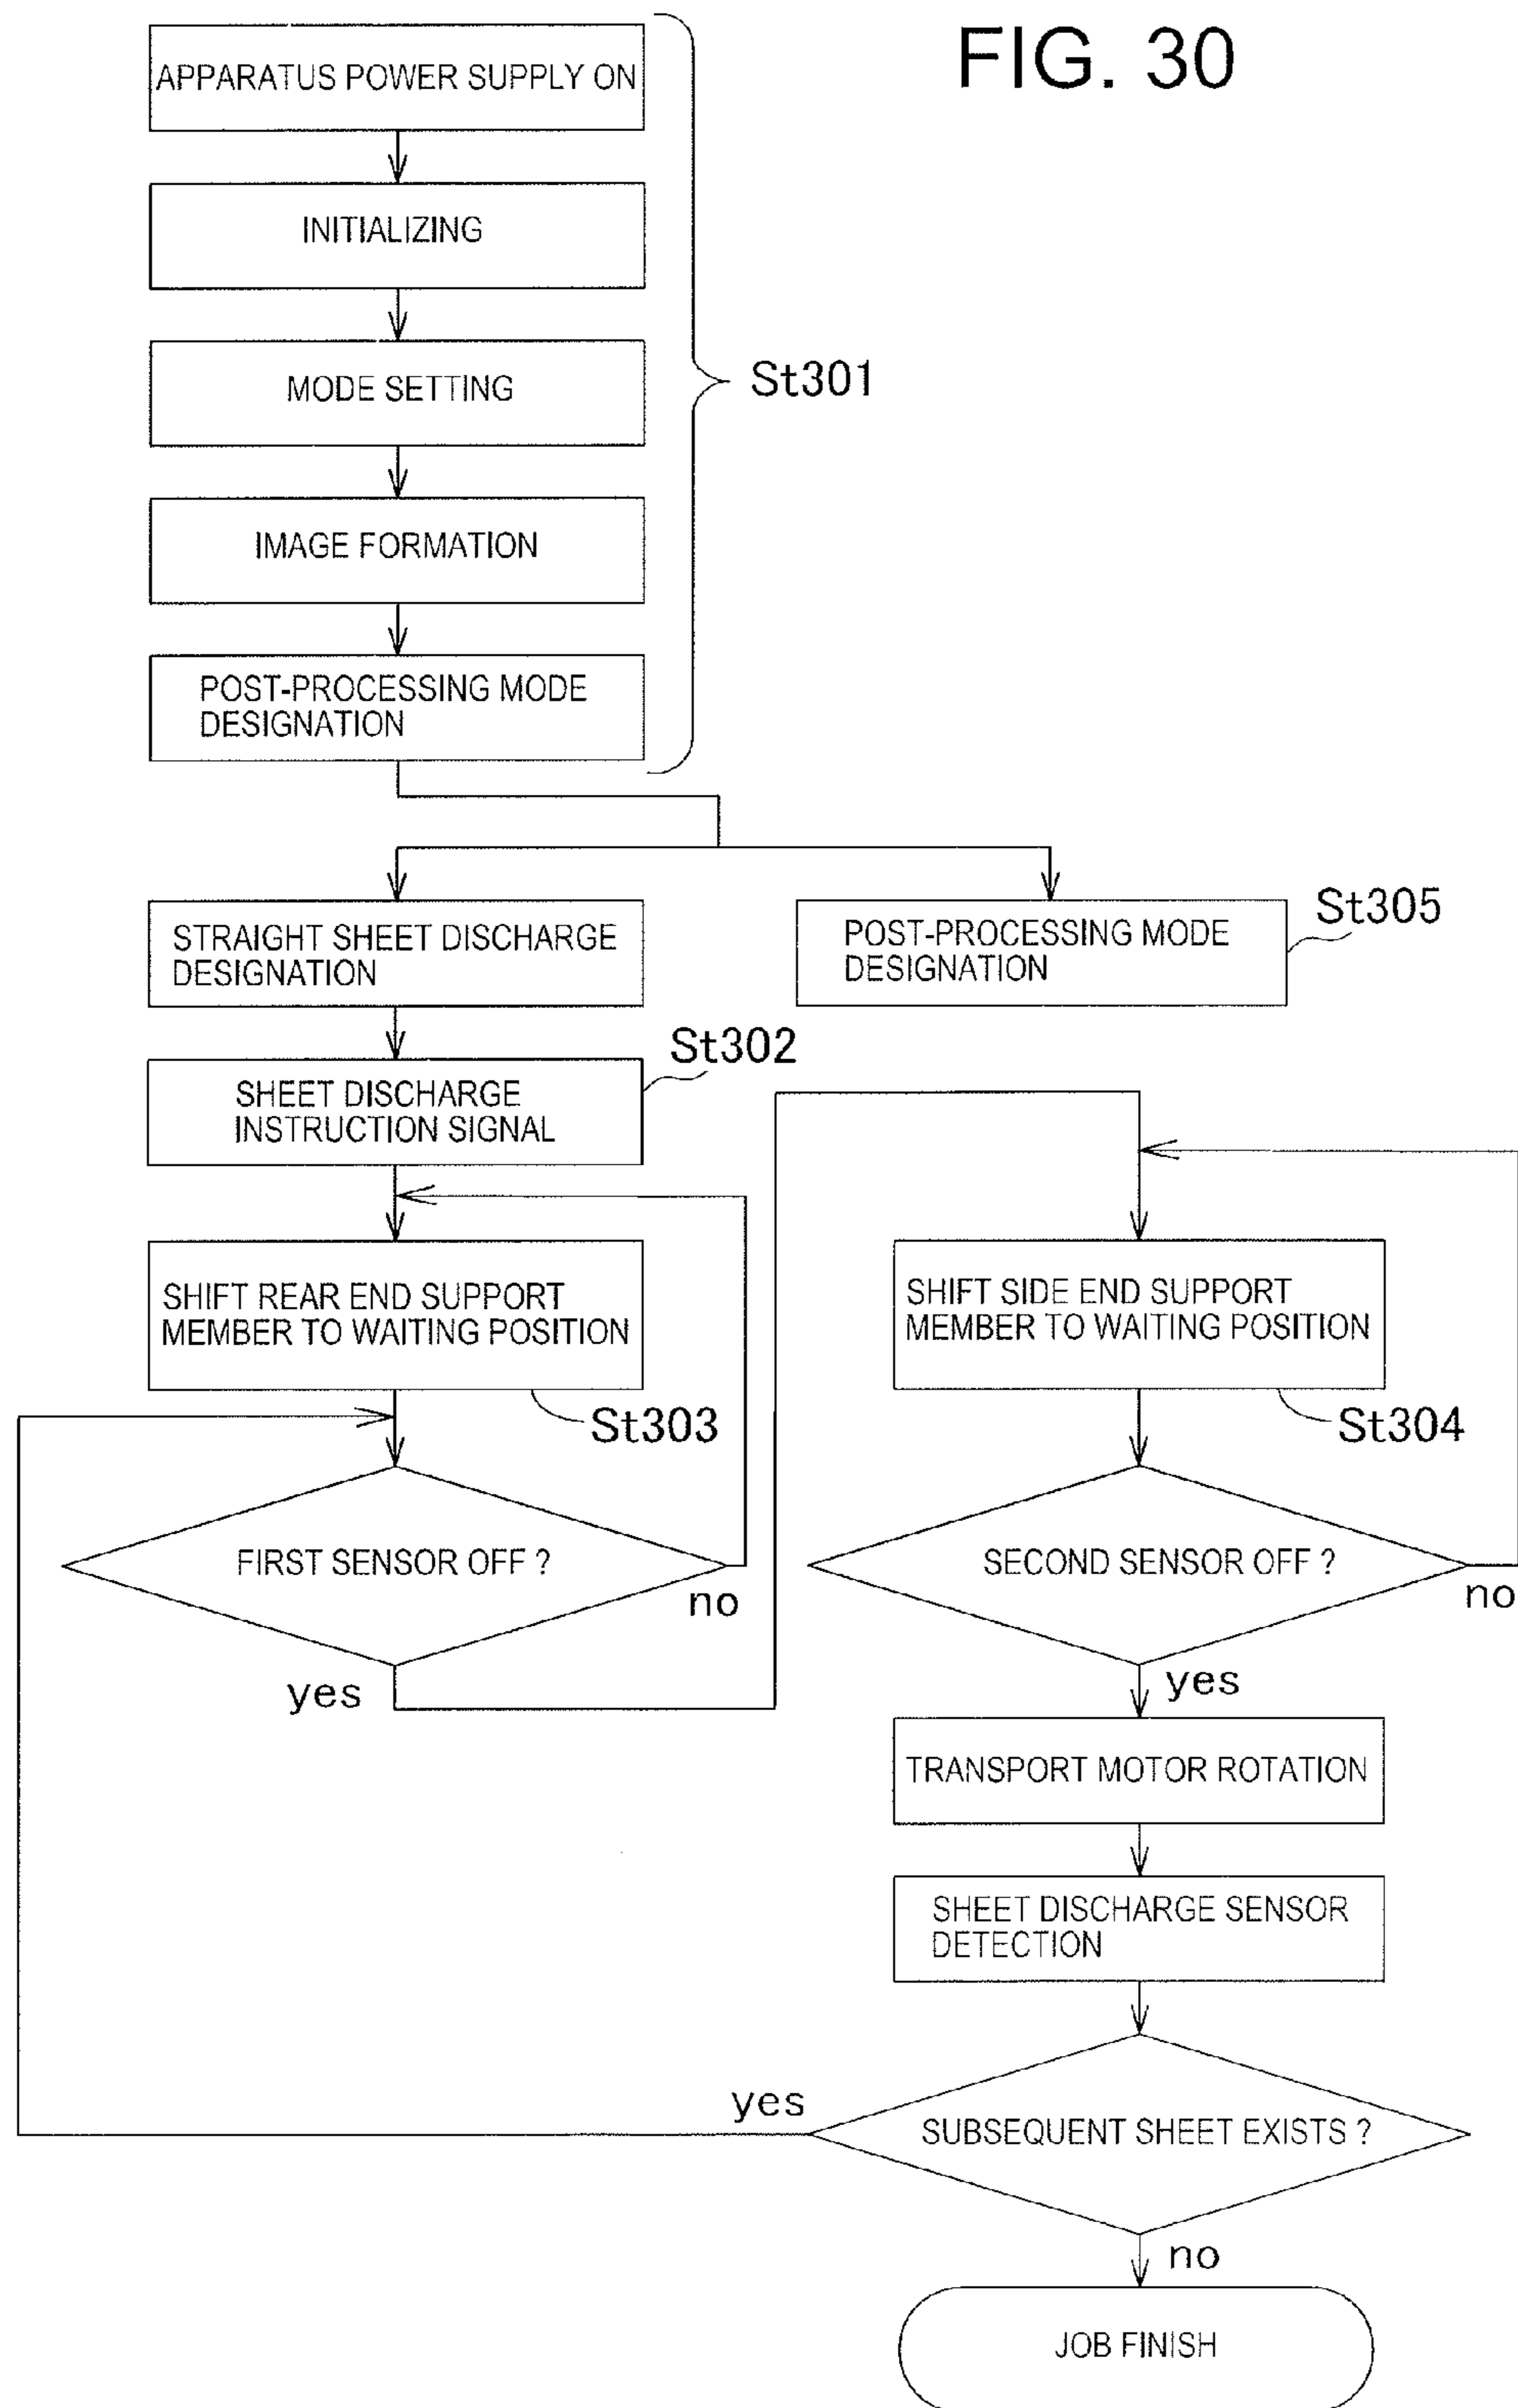 FIG. 30
APPARATUS POWER SUPPLY ON
INITIALIZING
MODE SETTING
St301
IMAGE FORMATION
POST-PROCESSING MODE
DESIGNATION
STRAIGHT SHEET DISCHARGE
DESIGNATION
POST-PROCESSING MODE
DESIGNATION
St305
St302
SHEET DISCHARGE
INSTRUCTION SIGNAL
SHIFT REAR END SUPPORT
MEMBER TO WAITING POSITION
St303
FIRST SENSOR OFF ?
no
yes
SHIFT SIDE END SUPPORT
MEMBER TO WAITING POSITION
St304
SECOND SENSOR OFF ?
no
yes
TRANSPORT MOTOR ROTATION
SHEET DISCHARGE SENSOR
DETECTION
yes
SUBSEQUENT SHEET EXISTS ?
no
JOB FINISH